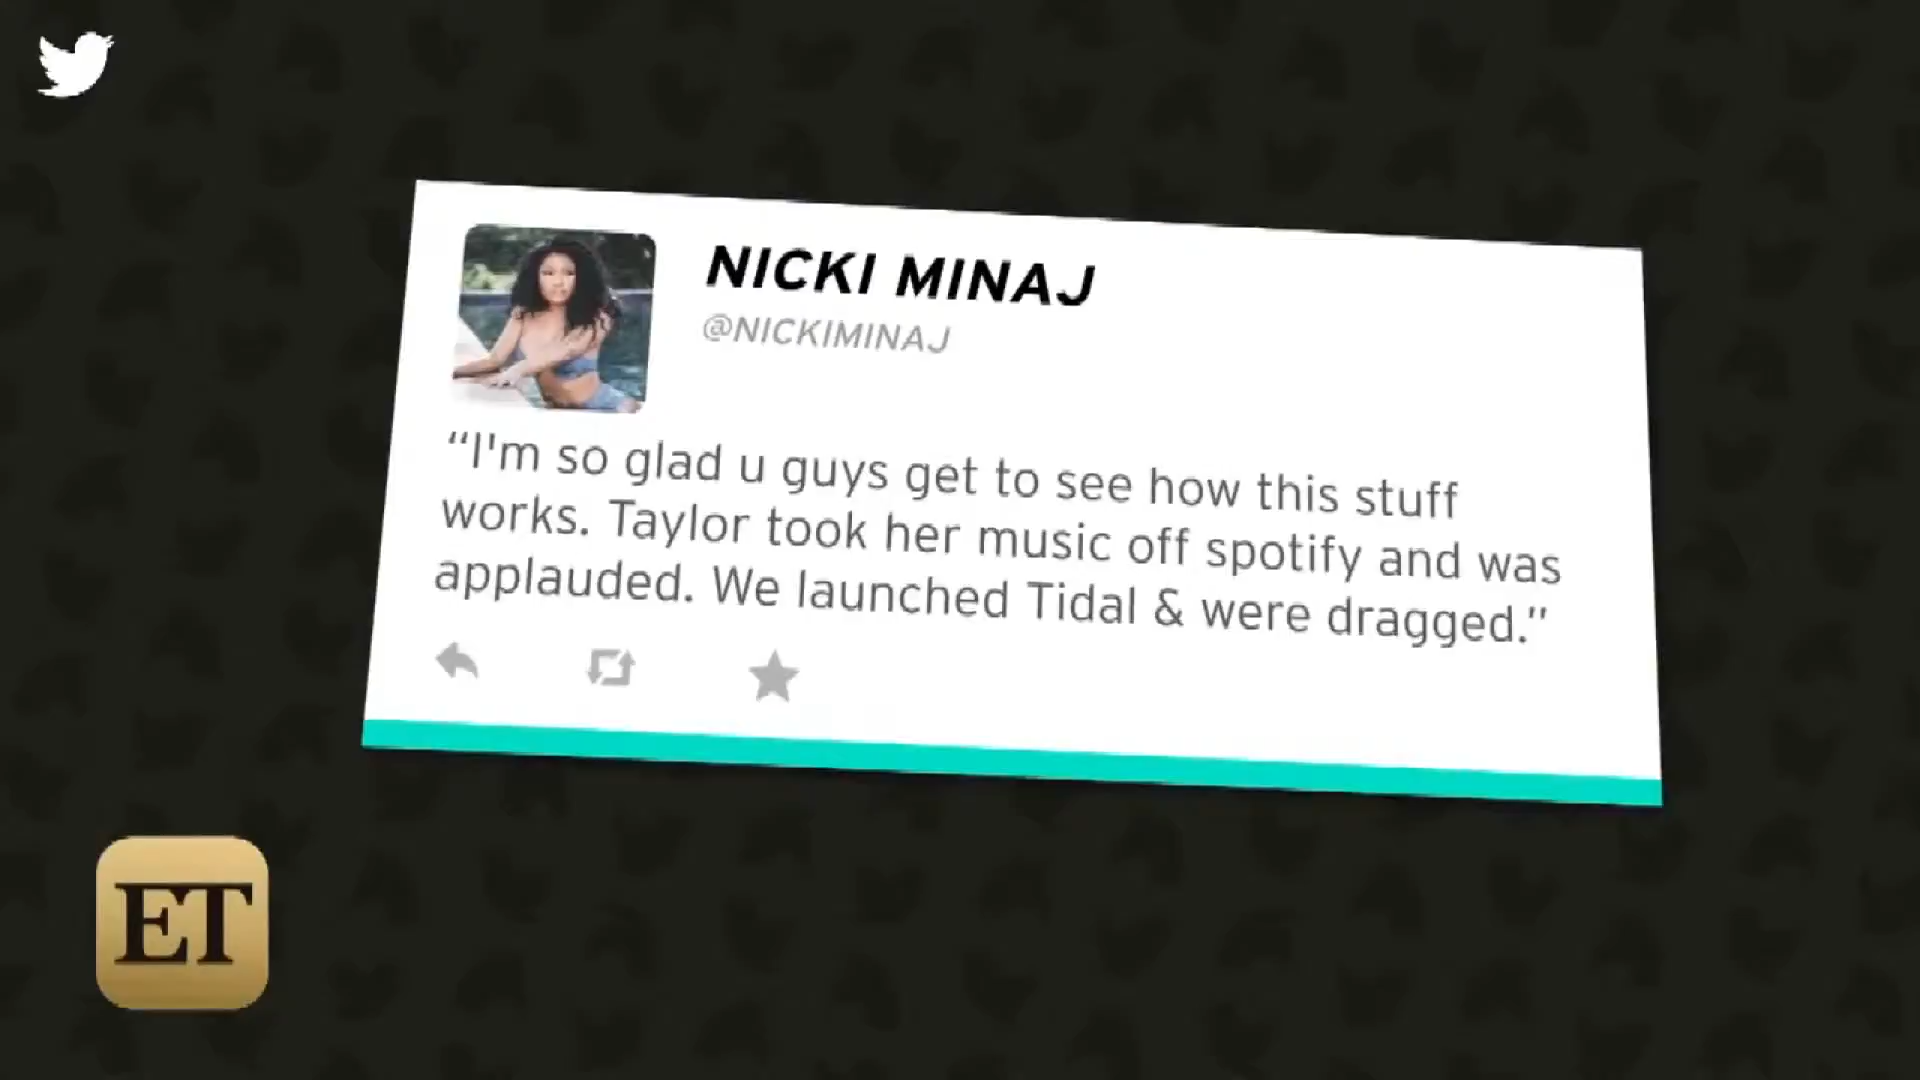 NICKI MINAJ
@NICKIMINAJ
“I'm so glad u guys get to see how this stuff
works. Taylor took her music off spotify and was
applauded. We launched Tidal & were dragged.”
ET